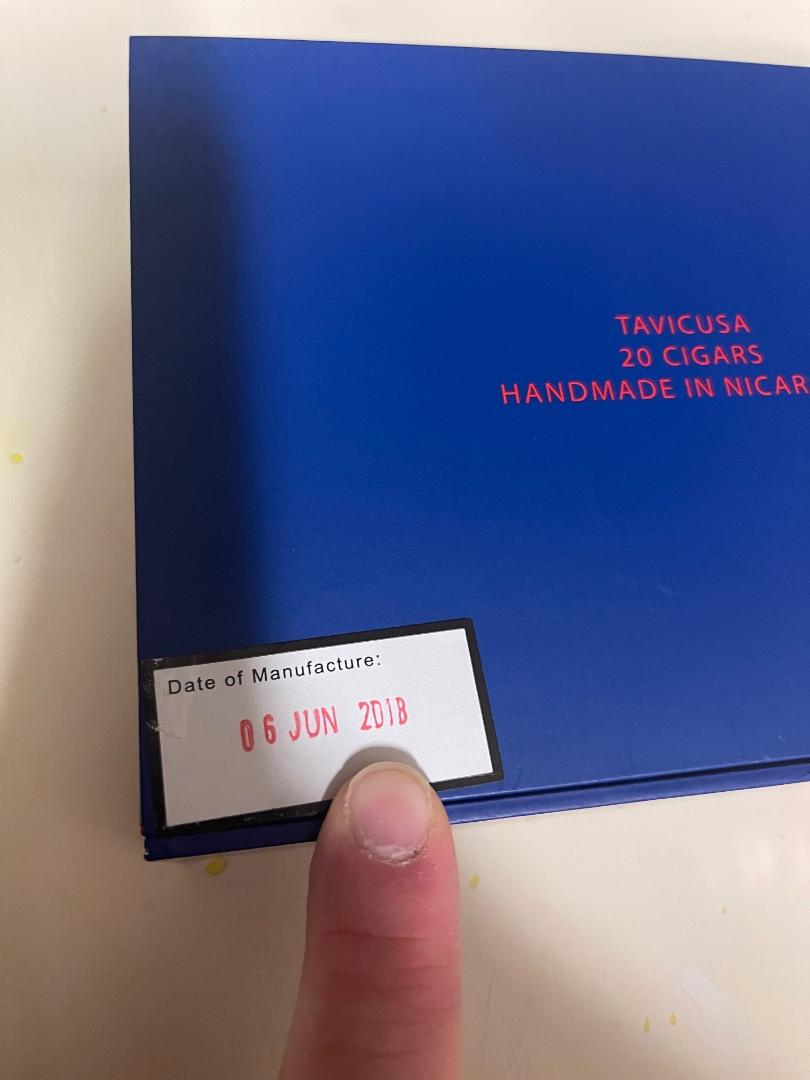 TAVICUSA
20 CIGARS
HANDMADE IN NICAR
Date of Manufacture:
06 JUN 2018